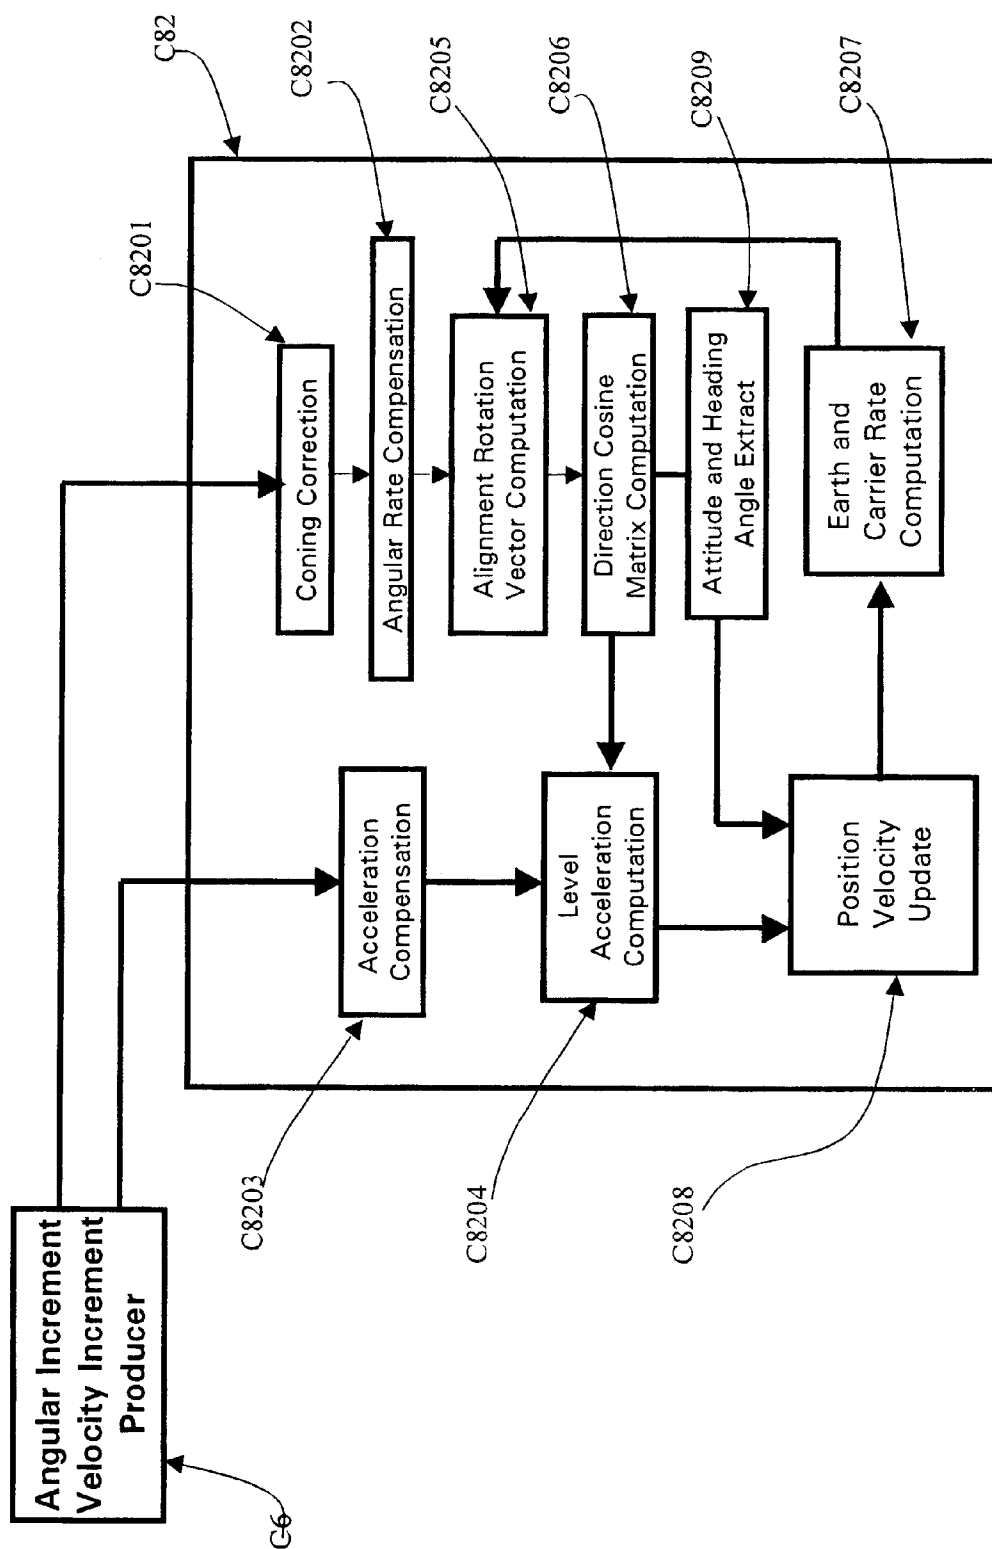 Angular Increment
Velocity Increment
Producer
C6
C82
C8201
Coning Correction
C8202
Angular Rate Compensation
C8203
Acceleration
Compensation
C8205
Alignment Rotation
Vector Computation
C8204
Level
Acceleration
Computation
C8206
Direction Cosine
Matrix Computation
C8209
Attitude and Heading
Angle Extract
C8208
Position
Velocity
Update
C8207
Earth and
Carrier Rate
Computation